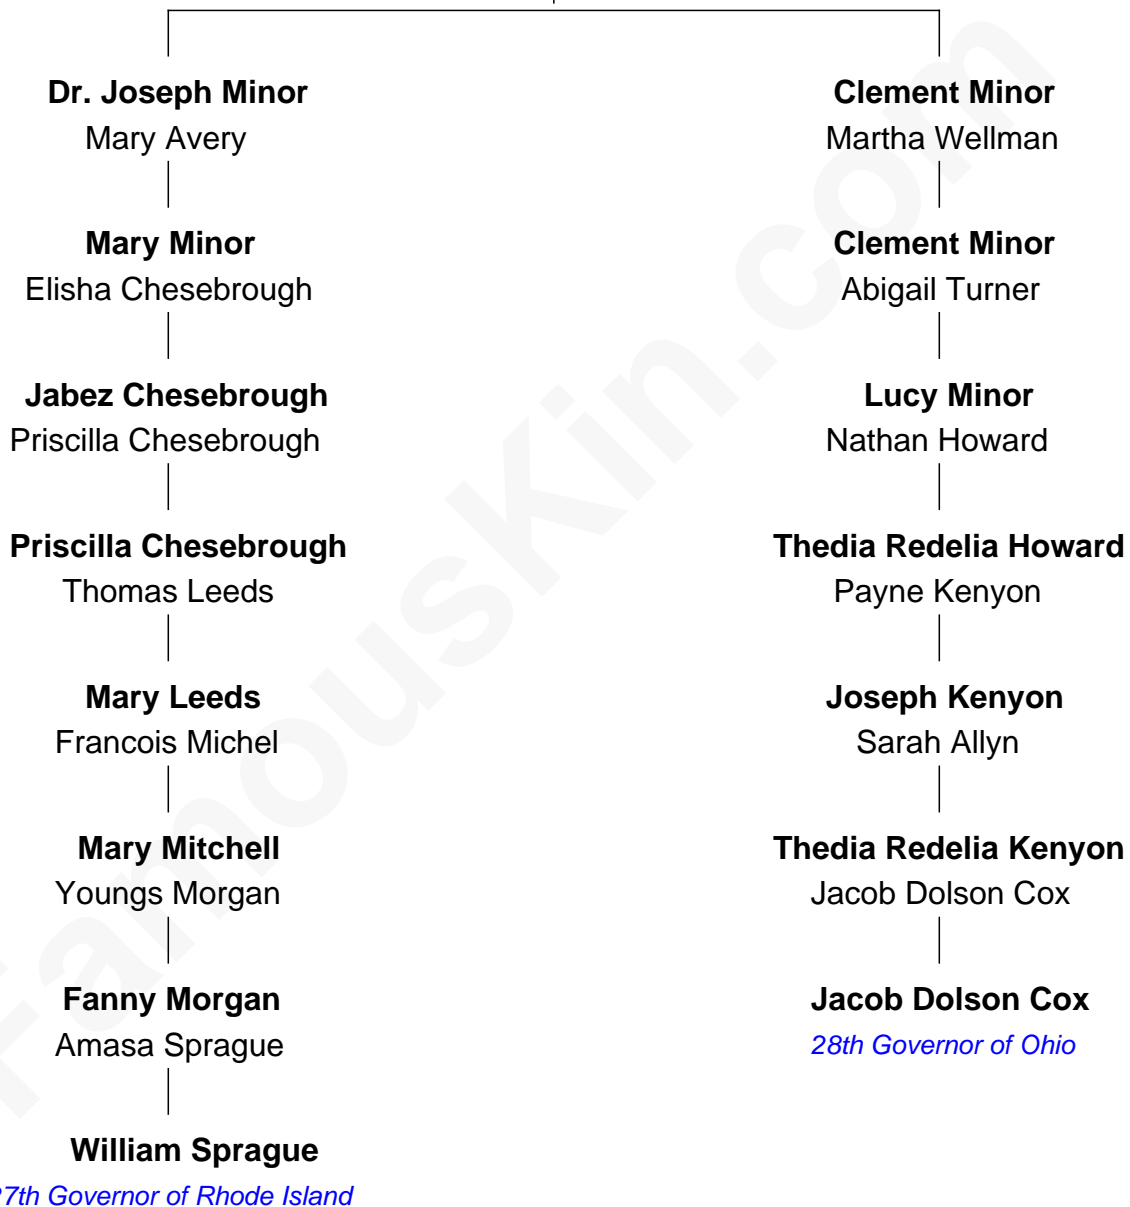 Dr. Joseph Minor
Mary Avery
Mary Minor
Elisha Chesebrough
Jabez Chesebrough
Priscilla Chesebrough
Priscilla Chesebrough
Thomas Leeds
Mary Leeds
Francois Michel
Mary Mitchell
Youngs Morgan
Fanny Morgan
Amasa Sprague
William Sprague
27th Governor of Rhode Island
Clement Minor
Martha Wellman
Clement Minor
Abigail Turner
Lucy Minor
Nathan Howard
Thedia Redelia Howard
Payne Kenyon
Joseph Kenyon
Sarah Allyn
Thedia Redelia Kenyon
Jacob Dolson Cox
Jacob Dolson Cox
28th Governor of Ohio
FamousKin.com